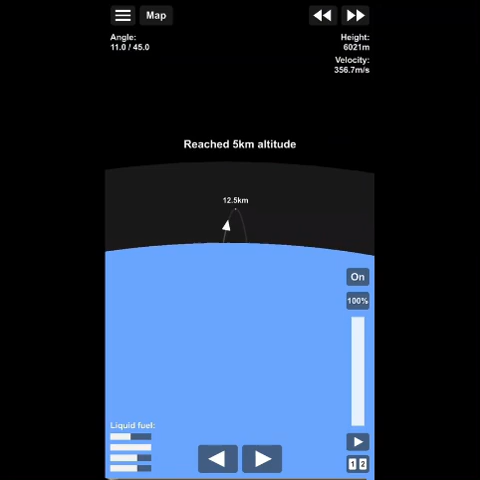 Map
Angle:
11.0 / 45.0
Height:
6021m
Velocity:
356.7m/s
Reached 5km altitude
12.5km
On
100%
Liquid fuel:
1 2